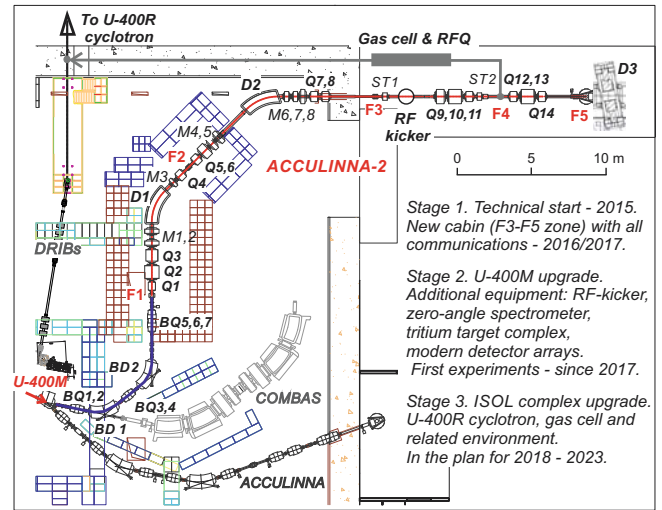 To U-400R
cyclotron
Gas cell & RFQ
D3
Q7,8
ST1
ST2
Q12,13
D2
M6,7,8
F3
RF
kicker
Q9,10,11
F4
Q14
F5
M4,5
F2
Q5,6
Q4
M3
D1
ACCULINNA-2
0 5 10 m
M1,2
Q3
Q2
Q1
F1
DRIBs
BQ5,6,7
BD2
U-400M
BQ1,2
BQ3,4
BD 1
COMBAS
ACCULINNA
Stage 1. Technical start - 2015.
New cabin (F3-F5 zone) with all
communications - 2016/2017.
Stage 2. U-400M upgrade.
Additional equipment: RF-kicker,
zero-angle spectrometer,
tritium target complex,
modern detector arrays.
First experiments - since 2017.
Stage 3. ISOL complex upgrade.
U-400R cyclotron, gas cell and
related environment.
In the plan for 2018 - 2023.